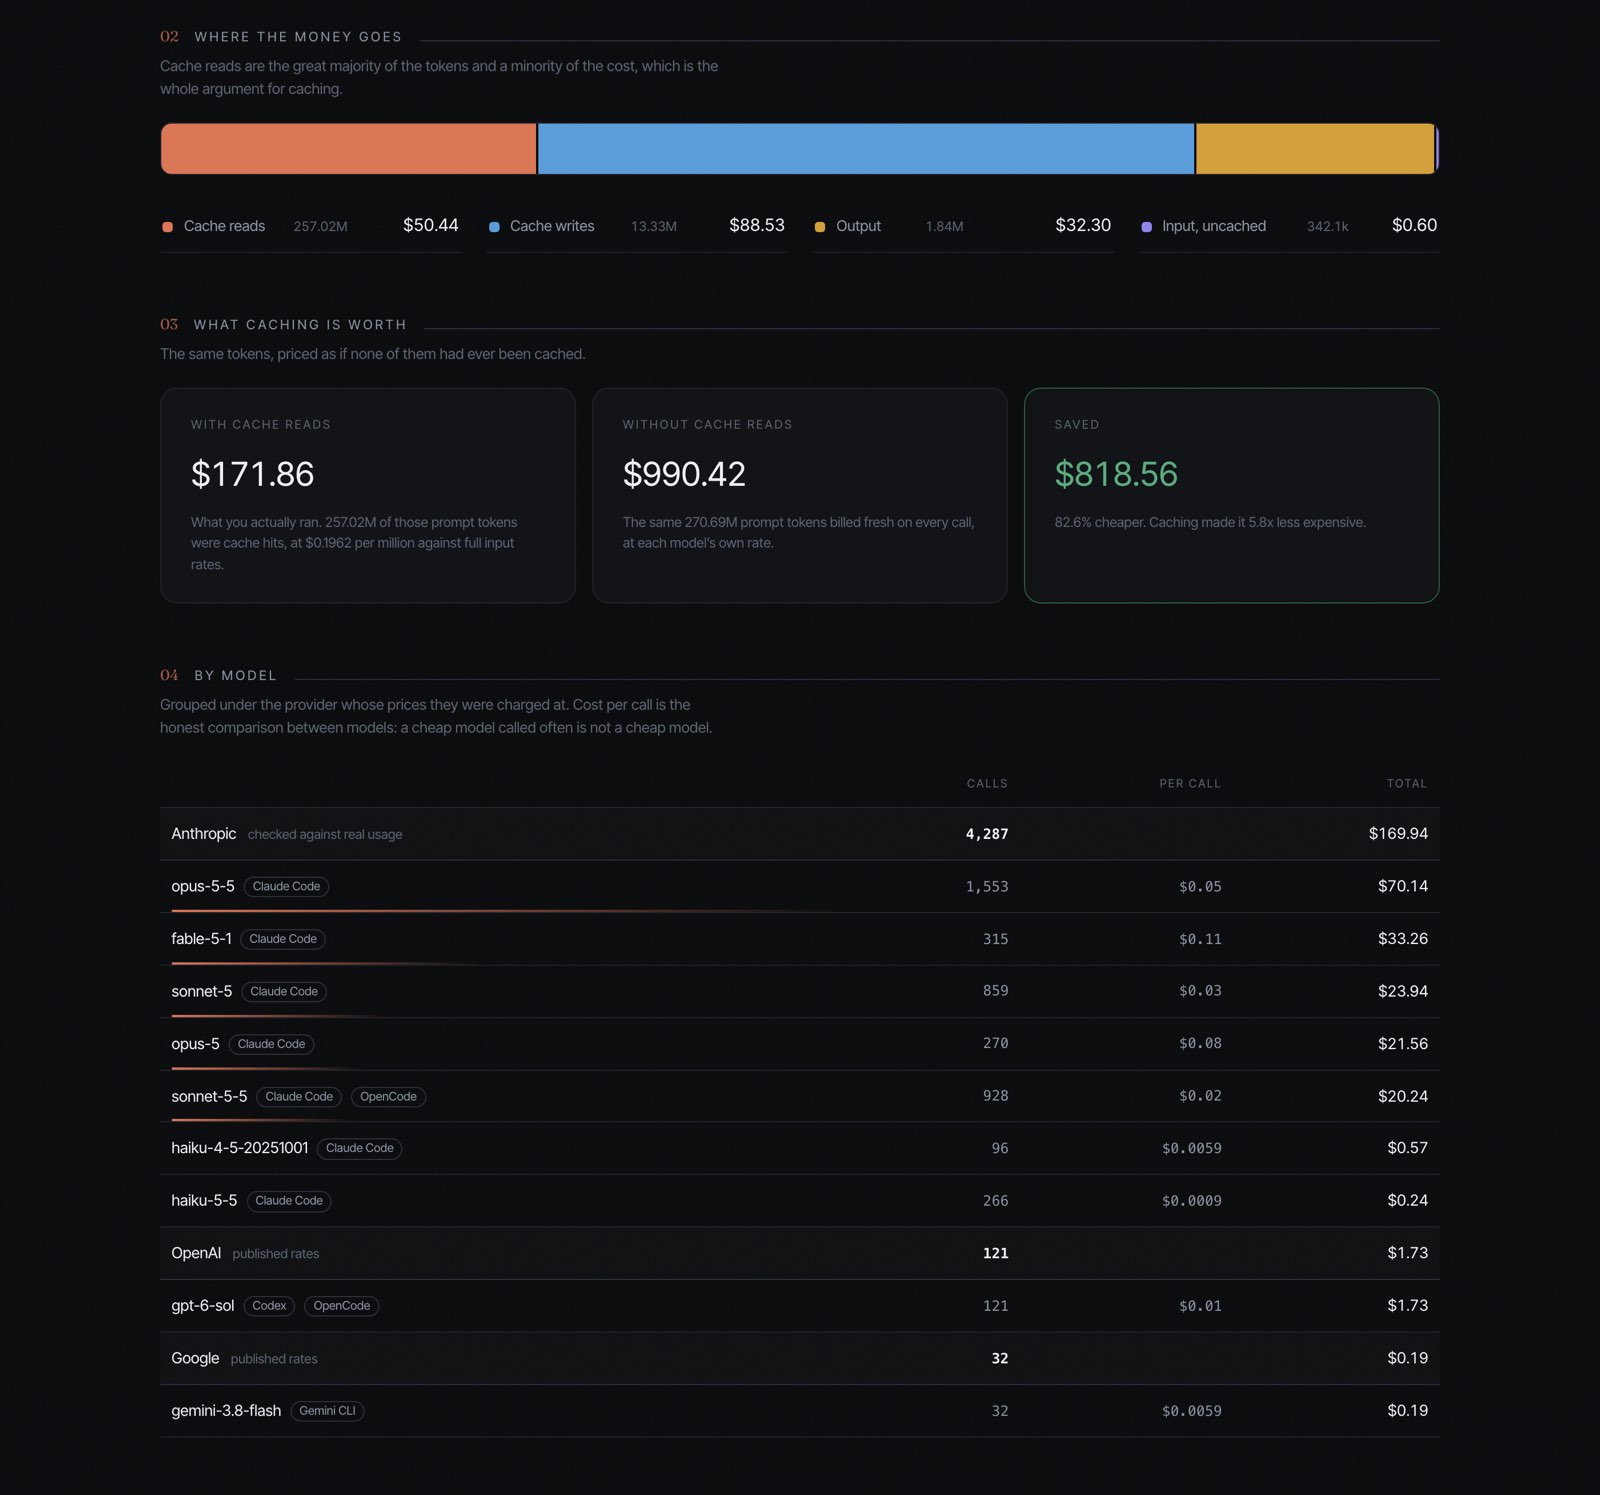 02 WHERE THE MONEY GOES
Cache reads are the great majority of the tokens and a minority of the cost, which is the
whole argument for caching.
Cache reads 257.02M $50.44 Cache writes 13.33M $88.53 Output 1.84M $32.30 Input, uncached 342.1k $0.60
03 WHAT CACHING IS WORTH
The same tokens, priced as if none of them had ever been cached.
WITH CACHE READS
$171.86
What you actually ran. 257.02M of those prompt tokens
were cache hits, at $0.1962 per million against full input
rates.
WITHOUT CACHE READS
$990.42
The same 270.69M prompt tokens billed fresh on every call,
at each model's own rate.
SAVED
$818.56
82.6% cheaper. Caching made it 5.8x less expensive.
04 BY MODEL
Grouped under the provider whose prices they were charged at. Cost per call is the
honest comparison between models: a cheap model called often is not a cheap model.
CALLS PER CALL TOTAL
Anthropic checked against real usage 4,287 $169.94
opus-5-5 Claude Code 1,553 $0.05 $70.14
fable-5-1 Claude Code 315 $0.11 $33.26
sonnet-5 Claude Code 859 $0.03 $23.94
opus-5 Claude Code 270 $0.08 $21.56
sonnet-5-5 Claude Code OpenCode 928 $0.02 $20.24
haiku-4-5-20251001 Claude Code 96 $0.0059 $0.57
haiku-5-5 Claude Code 266 $0.0009 $0.24
OpenAI published rates 121 $1.73
gpt-6-sol Codex OpenCode 121 $0.01 $1.73
Google published rates 32 $0.19
gemini-3.8-flash Gemini CLI 32 $0.0059 $0.19